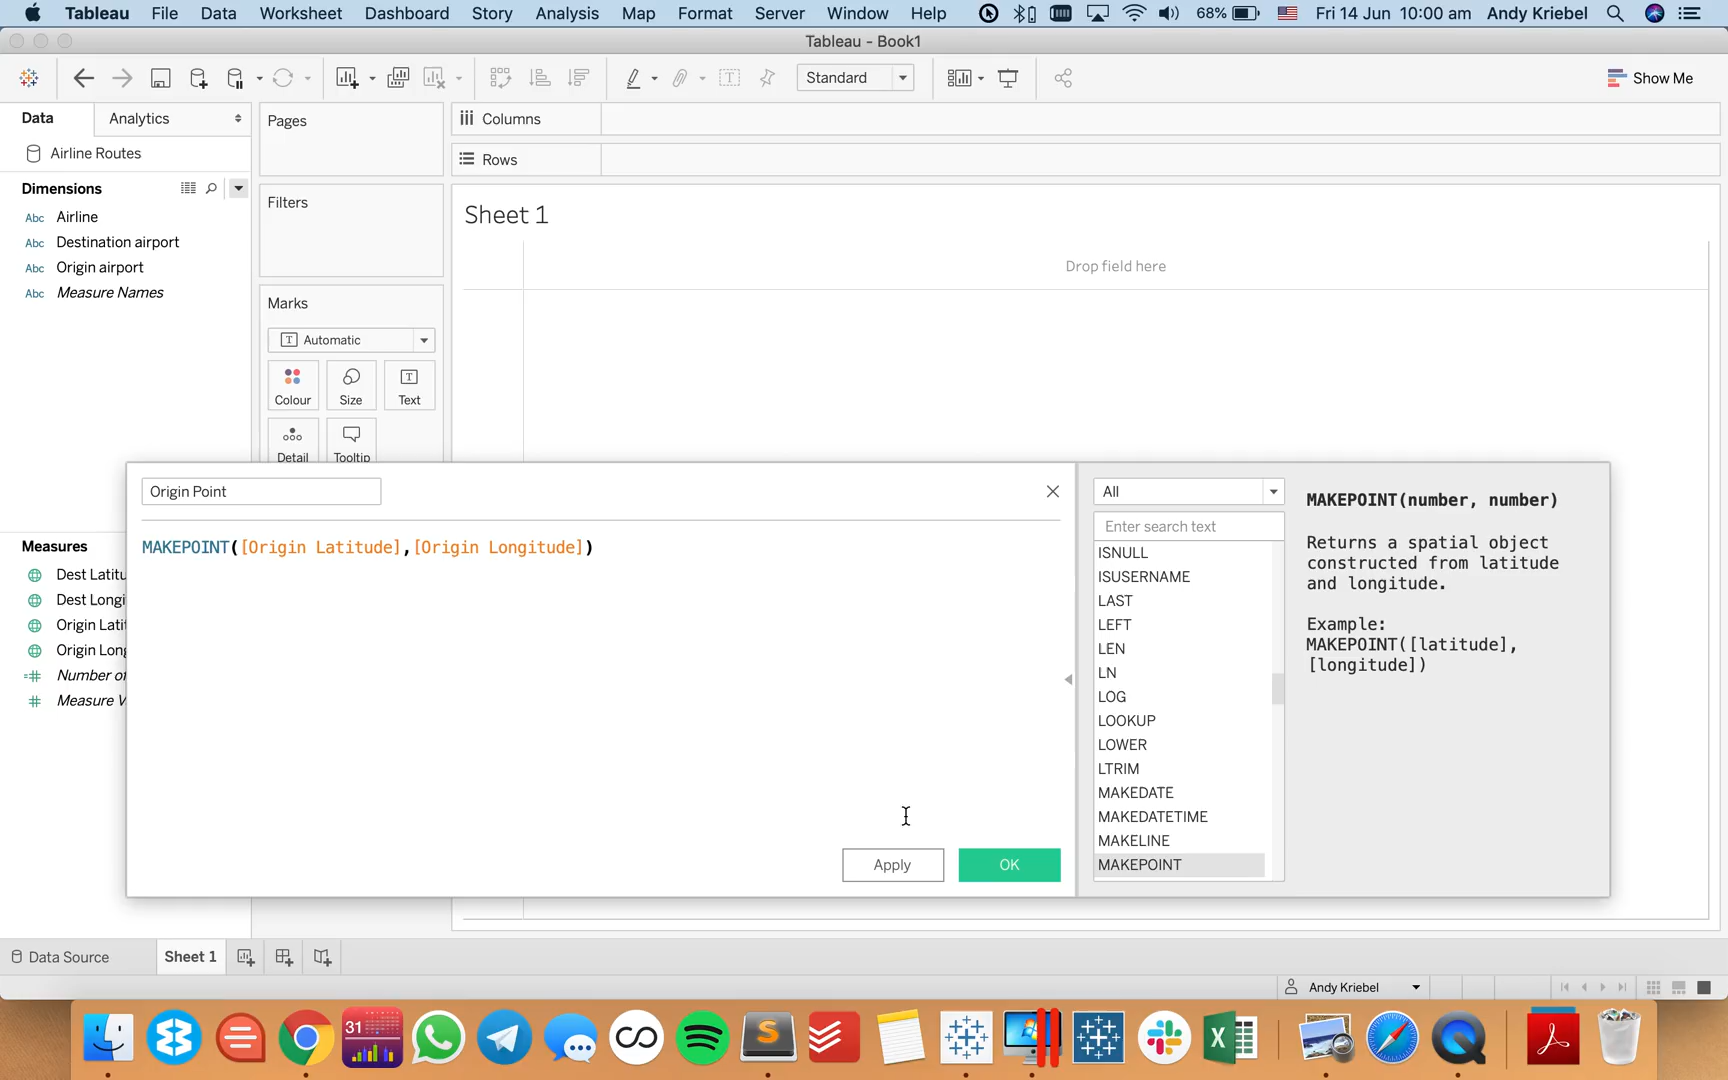 Tableau File Data Worksheet Dashboard Story Analysis Map Format Server Window Help 68% Fri 14 Jun 10:00 am Andy Kriebel
Tableau - Book1
Standard Show Me
Data Analytics
Airline Routes
Dimensions
Abc Airline
Abc Destination airport
Abc Origin airport
Abc Measure Names
Pages
Filters
Marks
Automatic
Colour Size Text
Detail Tooltip
Columns
Rows
Sheet 1
Drop field here
Measures
Dest Latitu
Dest Longi
Origin Lati
Origin Long
Number of
Measure V
Origin Point
MAKEPOINT([Origin Latitude],[Origin Longitude])
Apply OK
All
Enter search text
ISNULL
ISUSERNAME
LAST
LEFT
LEN
LN
LOG
LOOKUP
LOWER
LTRIM
MAKEDATE
MAKEDATETIME
MAKELINE
MAKEPOINT
MAKEPOINT(number, number)
Returns a spatial object
constructed from latitude
and longitude.
Example:
MAKEPOINT([latitude],
[longitude])
Data Source Sheet 1
Andy Kriebel
31